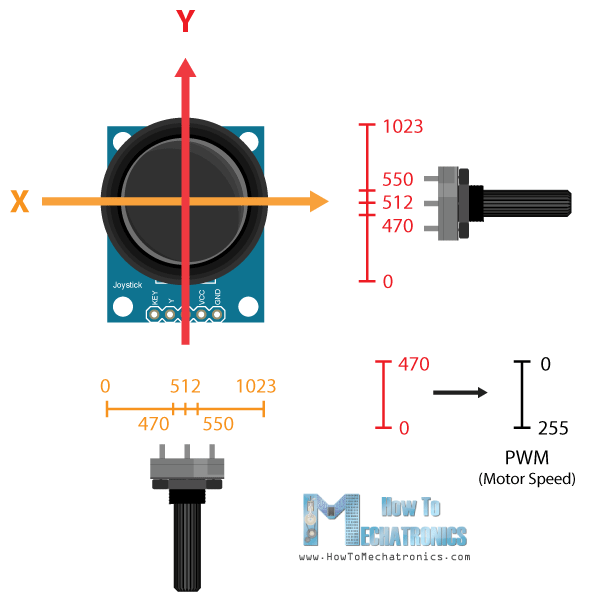 Y
X
1023
550
512
470
0
Joystick
KEY
Y
VCC
GND
0 512 1023
470 550
470
0
0
255
PWM
(Motor Speed)
How To
MECHATRONICS
www.HowToMechatronics.com